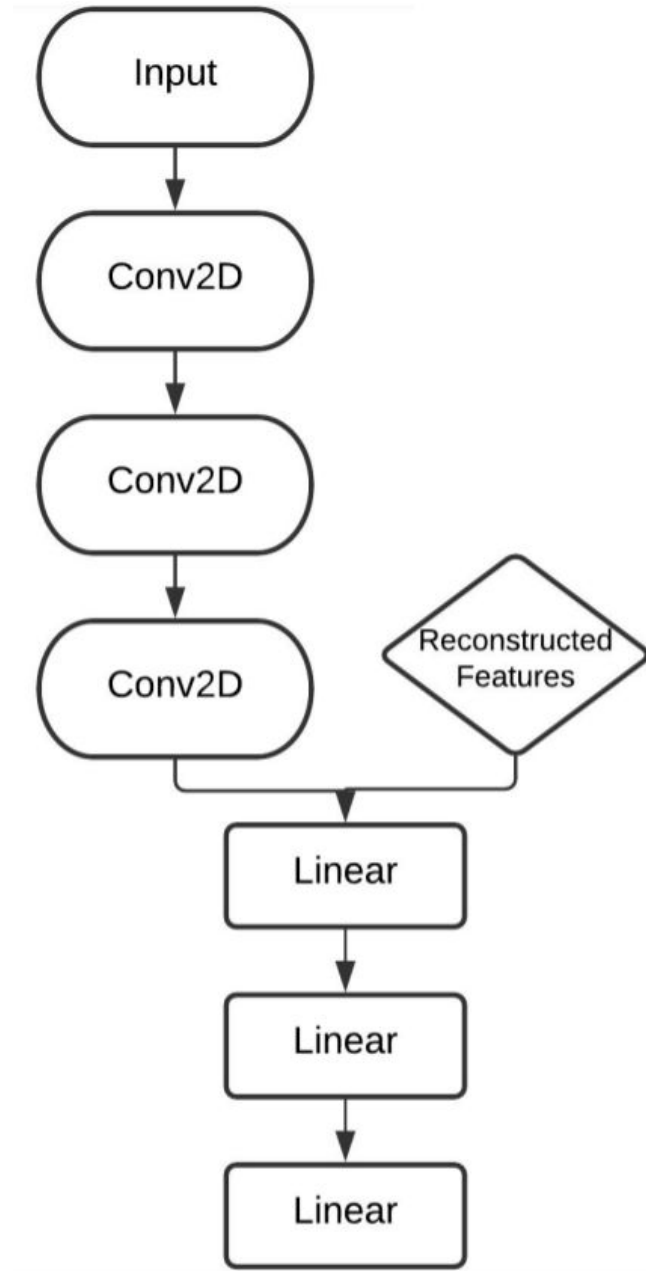 Input
Conv2D
Conv2D
Conv2D
Reconstructed
Features
Linear
Linear
Linear